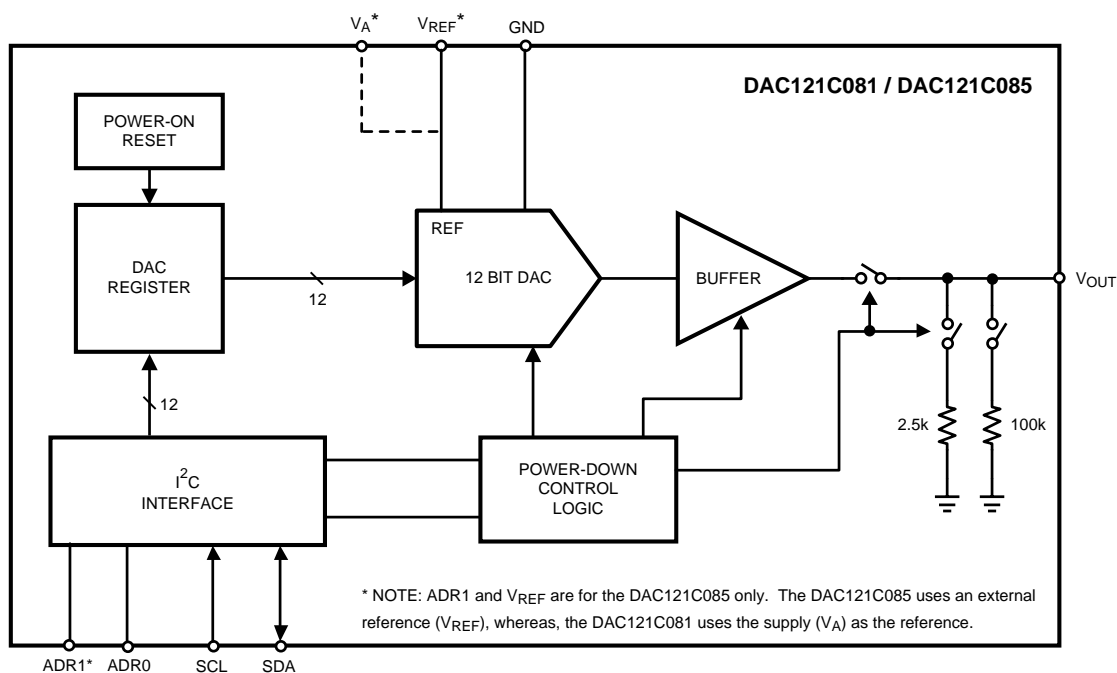 VA* VREF* GND
DAC121C081 / DAC121C085
POWER-ON
RESET
REF
DAC
REGISTER
12
12 BIT DAC
BUFFER
VOUT
12
2.5k
100k
I2C
INTERFACE
POWER-DOWN
CONTROL
LOGIC
* NOTE: ADR1 and VREF are for the DAC121C085 only. The DAC121C085 uses an external
reference (VREF), whereas, the DAC121C081 uses the supply (VA) as the reference.
ADR1* ADR0 SCL SDA